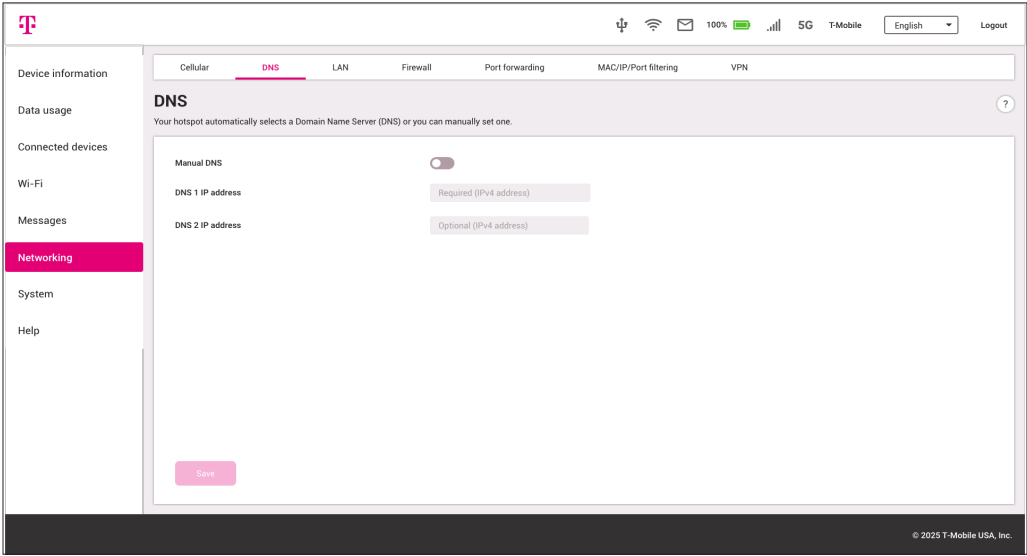 T
100%
5G
T-Mobile
English
Logout
Device information
Data usage
Connected devices
Wi-Fi
Messages
Networking
System
Help
Cellular
DNS
LAN
Firewall
Port forwarding
MAC/IP/Port filtering
VPN
DNS
?
Your hotspot automatically selects a Domain Name Server (DNS) or you can manually set one.
Manual DNS
DNS 1 IP address
Required (IPv4 address)
DNS 2 IP address
Optional (IPv4 address)
Save
© 2025 T-Mobile USA, Inc.